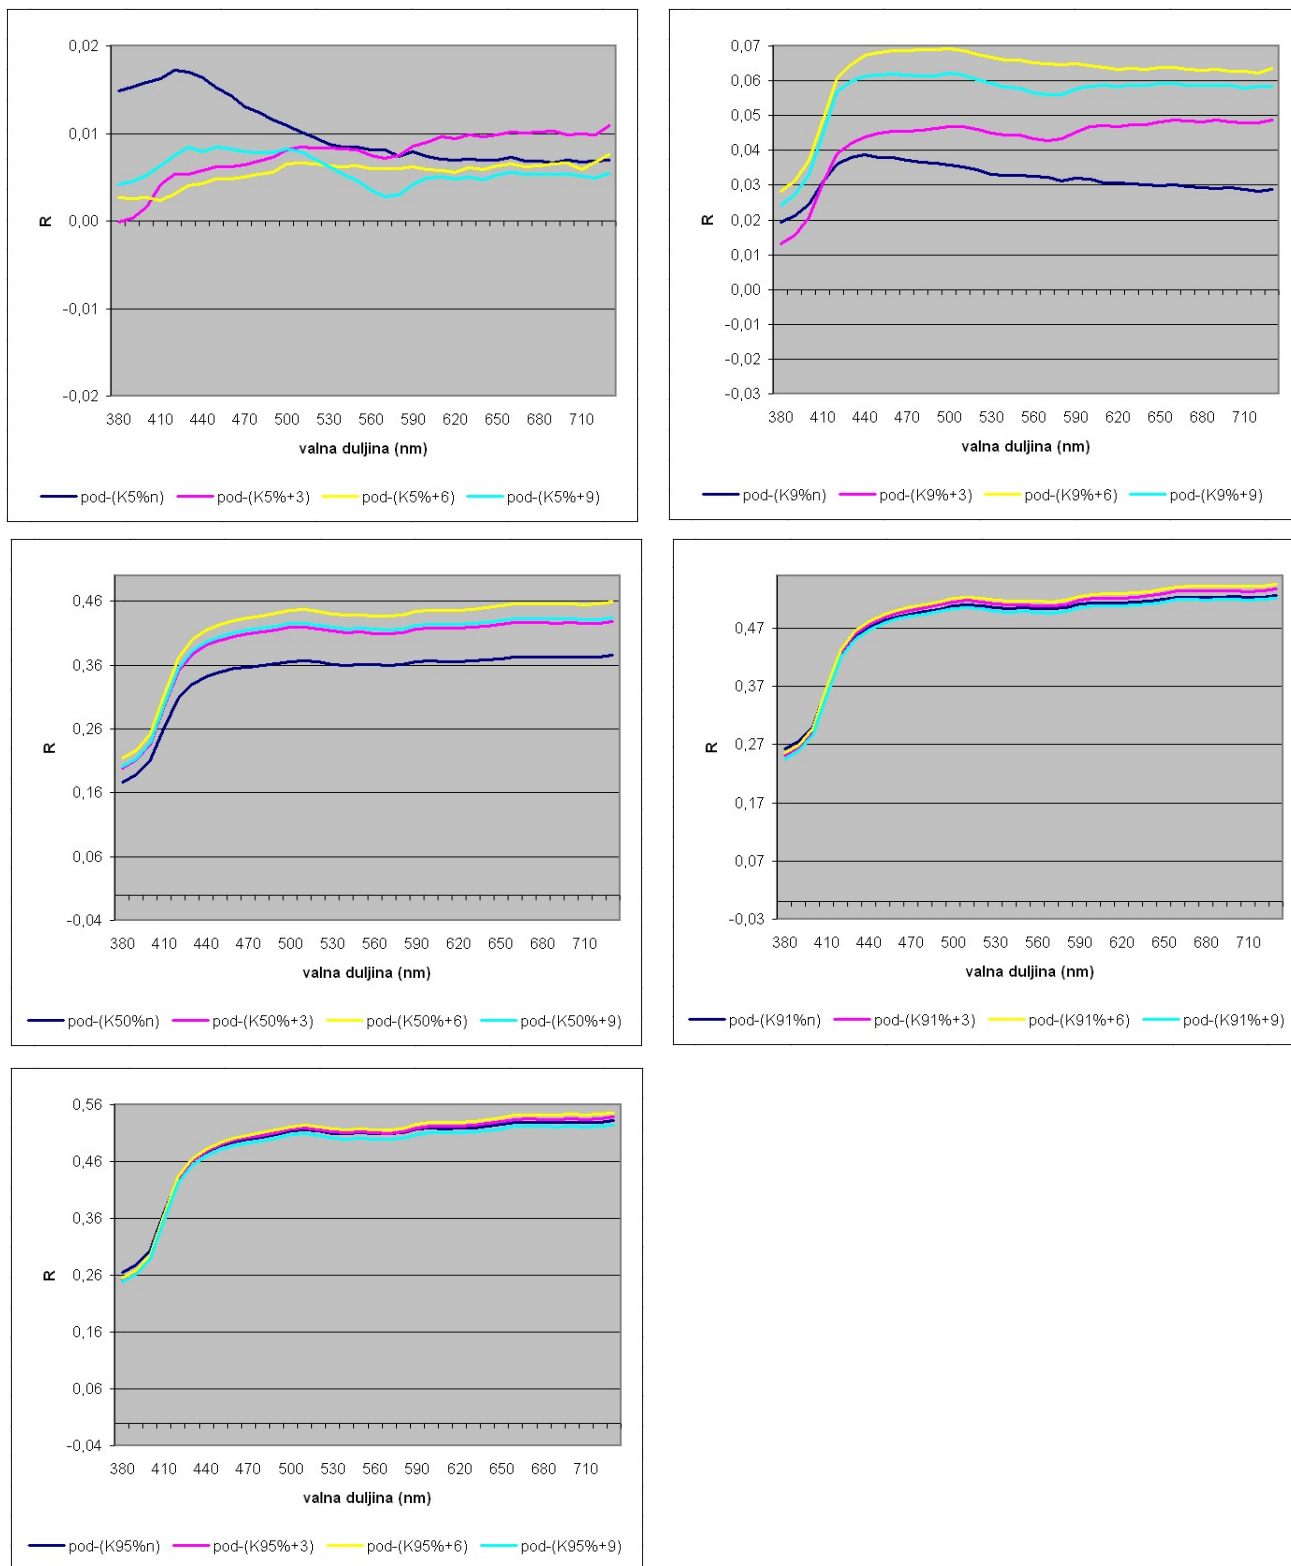 0,02
0,01
0,00
-0,01
-0,02
R
380 410 440 470 500 530 560 590 620 650 680 710
valna duljina (nm)
pod-(K5%n) pod-(K5%+3) pod-(K5%+6) pod-(K5%+9)
0,07
0,06
0,05
0,04
0,03
0,02
0,01
0,00
-0,01
-0,02
-0,03
R
380 410 440 470 500 530 560 590 620 650 680 710
valna duljina (nm)
pod-(K9%n) pod-(K9%+3) pod-(K9%+6) pod-(K9%+9)
0,46
0,36
0,26
0,16
0,06
-0,04
R
380 410 440 470 500 530 560 590 620 650 680 710
valna duljina (nm)
pod-(K50%n) pod-(K50%+3) pod-(K50%+6) pod-(K50%+9)
0,47
0,37
0,27
0,17
0,07
-0,03
R
380 410 440 470 500 530 560 590 620 650 680 710
valna duljina (nm)
pod-(K91%n) pod-(K91%+3) pod-(K91%+6) pod-(K91%+9)
0,56
0,46
0,36
0,26
0,16
0,06
-0,04
R
380 410 440 470 500 530 560 590 620 650 680 710
valna duljina (nm)
pod-(K95%n) pod-(K95%+3) pod-(K95%+6) pod-(K95%+9)